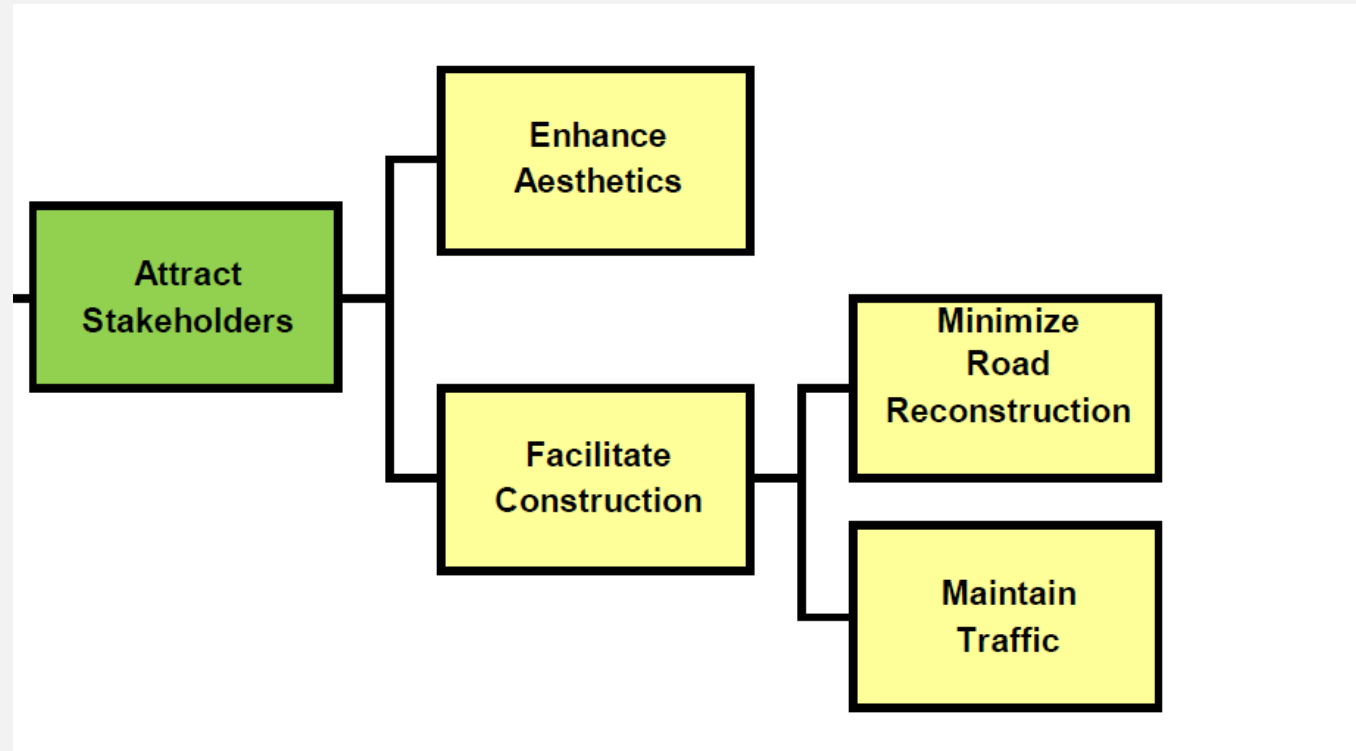 Enhance
Aesthetics
Attract
Stakeholders
Minimize
Road
Reconstruction
Facilitate
Construction
Maintain
Traffic